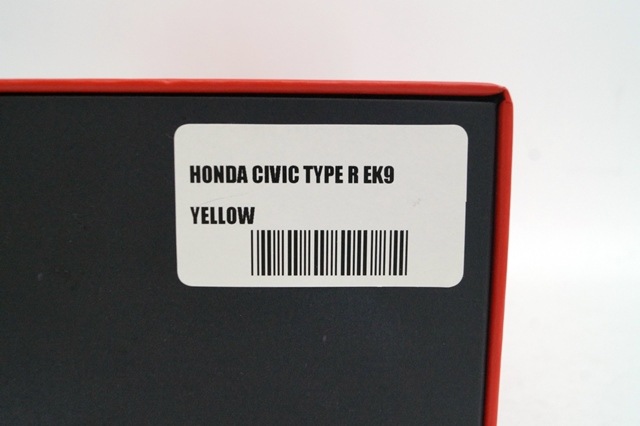 HONDA CIVIC TYPE R EK9
YELLOW